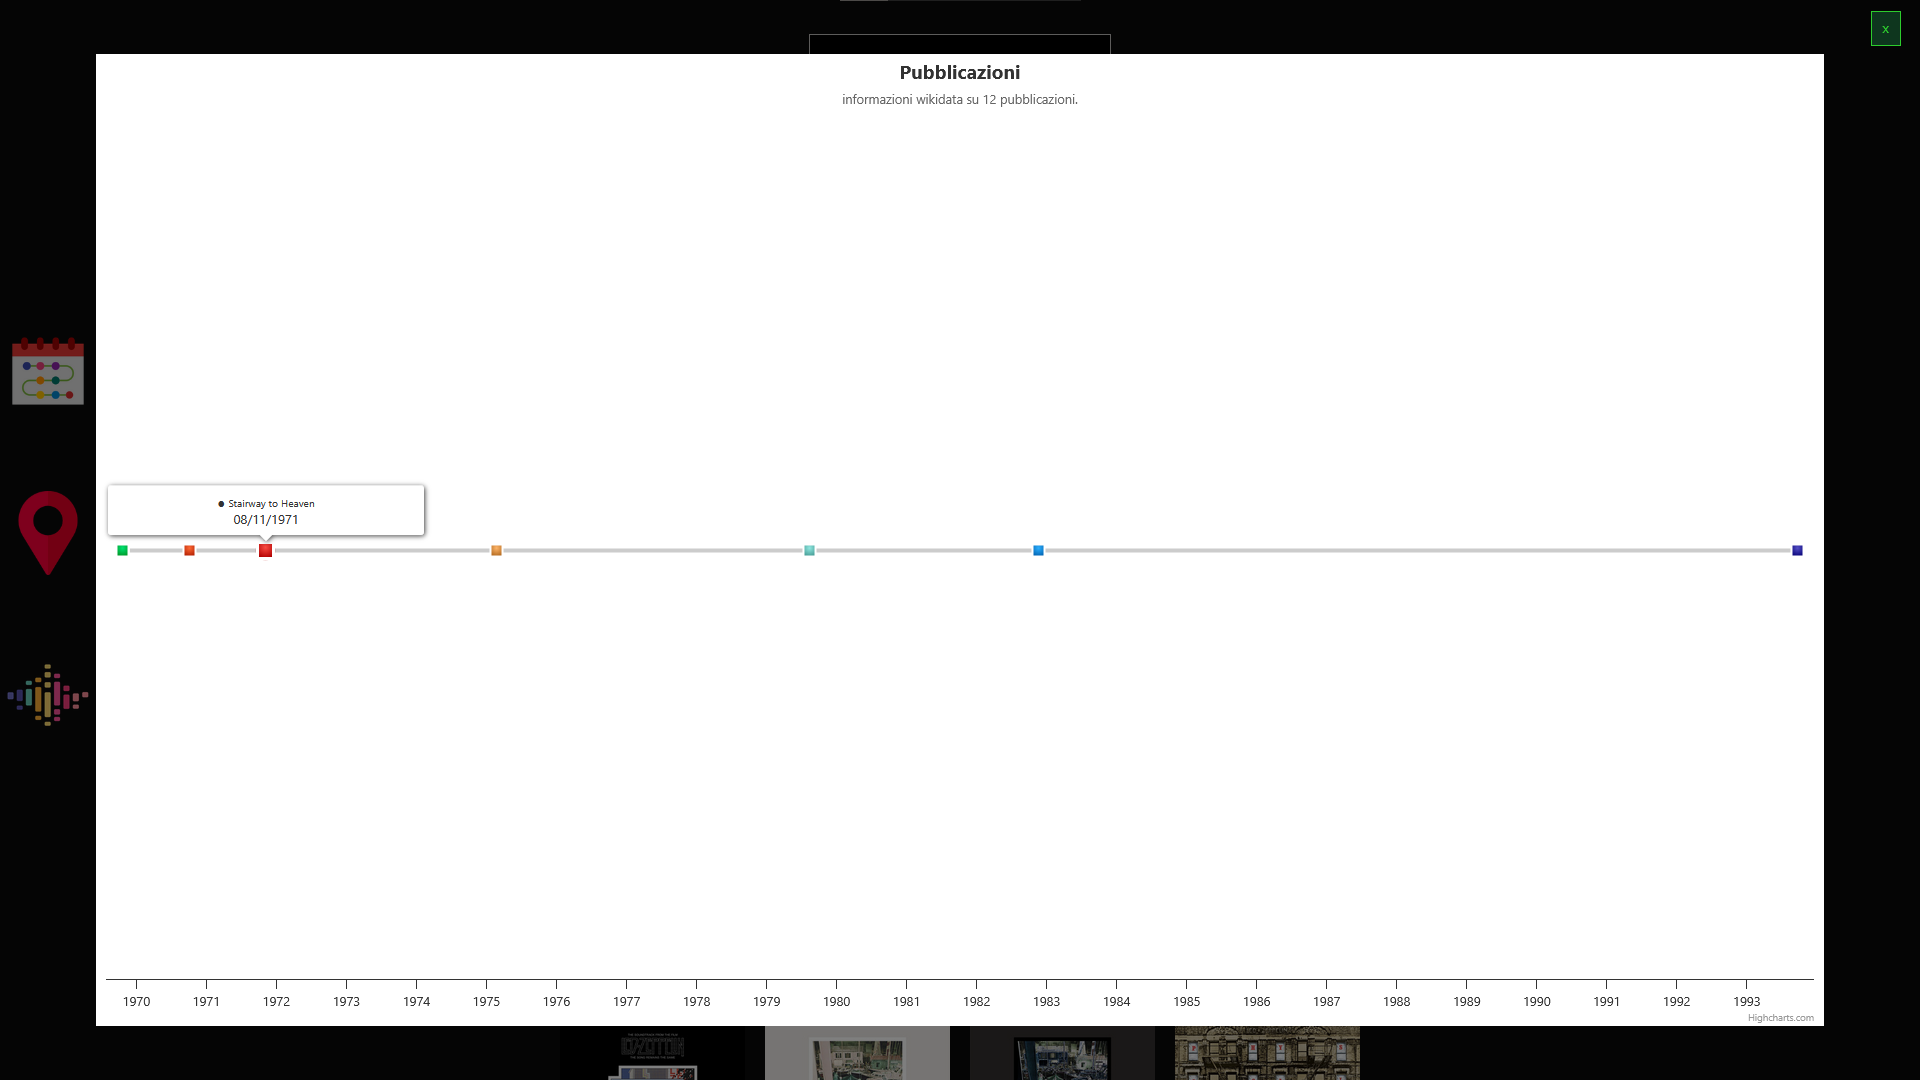 x
Pubblicazioni
informazioni wikidata su 12 pubblicazioni.
● Stairway to Heaven
08/11/1971
1970 1971 1972 1973 1974 1975 1976 1977 1978 1979 1980 1981 1982 1983 1984 1985 1986 1987 1988 1989 1990 1991 1992 1993
Highcharts.com
LED ZEPPELIN